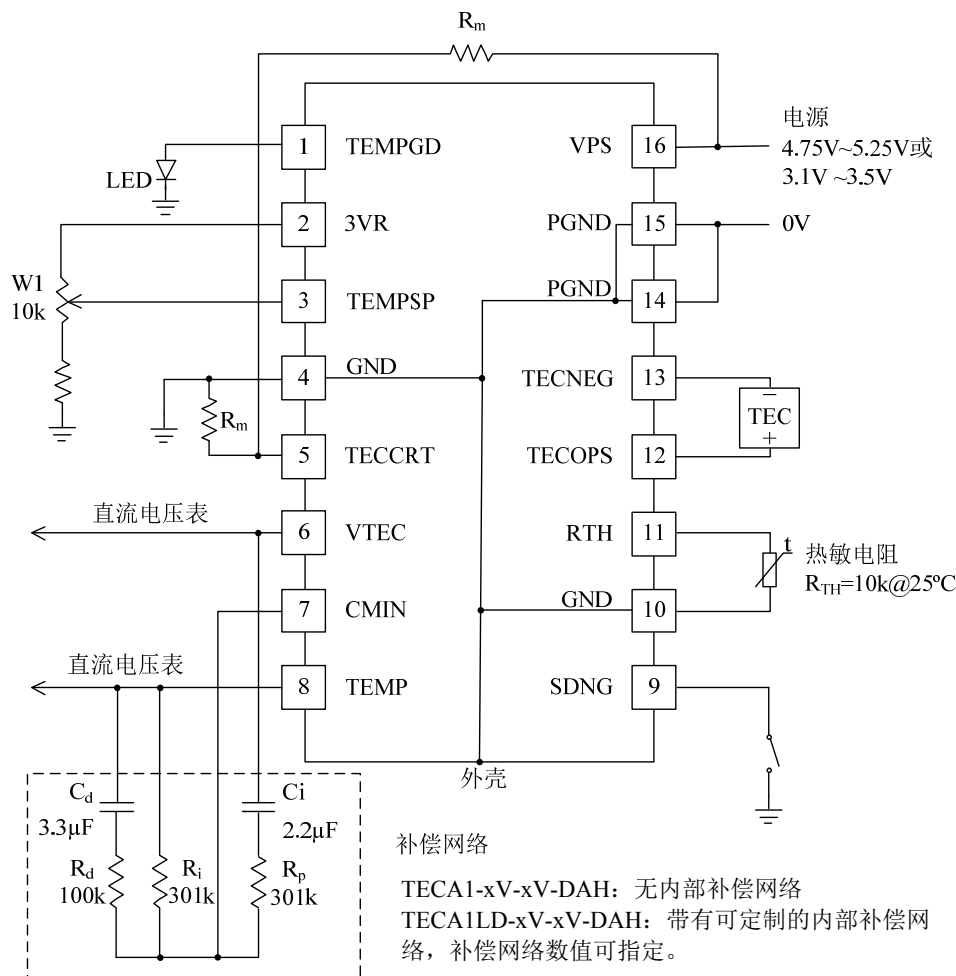 Rm
1
TEMPGD
VPS
16
电源
4.75V~5.25V或
3.1V ~3.5V
LED
2
3VR
PGND
15
0V
W1
10k
3
TEMPSP
PGND
14
4
GND
TECNEG
13
−
TEC
+
Rm
5
TECCRT
TECOPS
12
直流电压表
6
VTEC
RTH
11
t
热敏电阻
RTH=10k@25ºC
7
CMIN
GND
10
直流电压表
8
TEMP
SDNG
9
外壳
Cd
3.3µF
Ci
2.2µF
Rd
100k
Ri
301k
Rp
301k
补偿网络
TECA1-xV-xV-DAH：无内部补偿网络
TECA1LD-xV-xV-DAH：带有可定制的内部补偿网
络，补偿网络数值可指定。